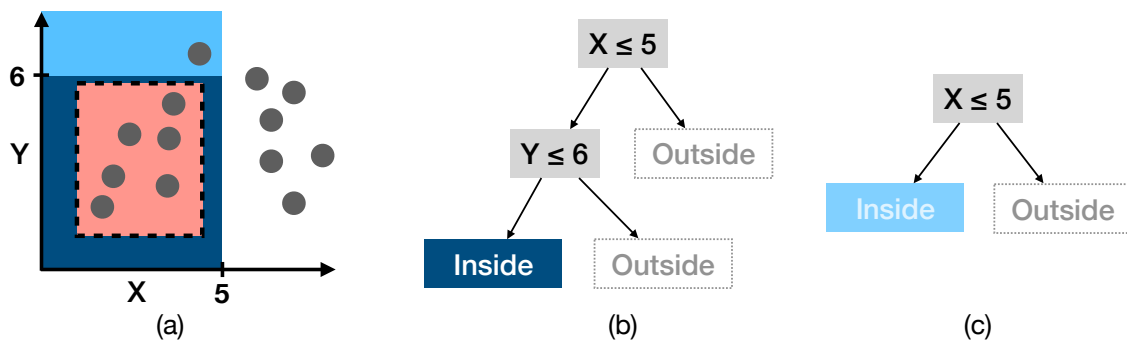 6
Y
X
5
(a)
X ≤ 5
Y ≤ 6
Outside
Inside
Outside
(b)
X ≤ 5
Inside
Outside
(c)